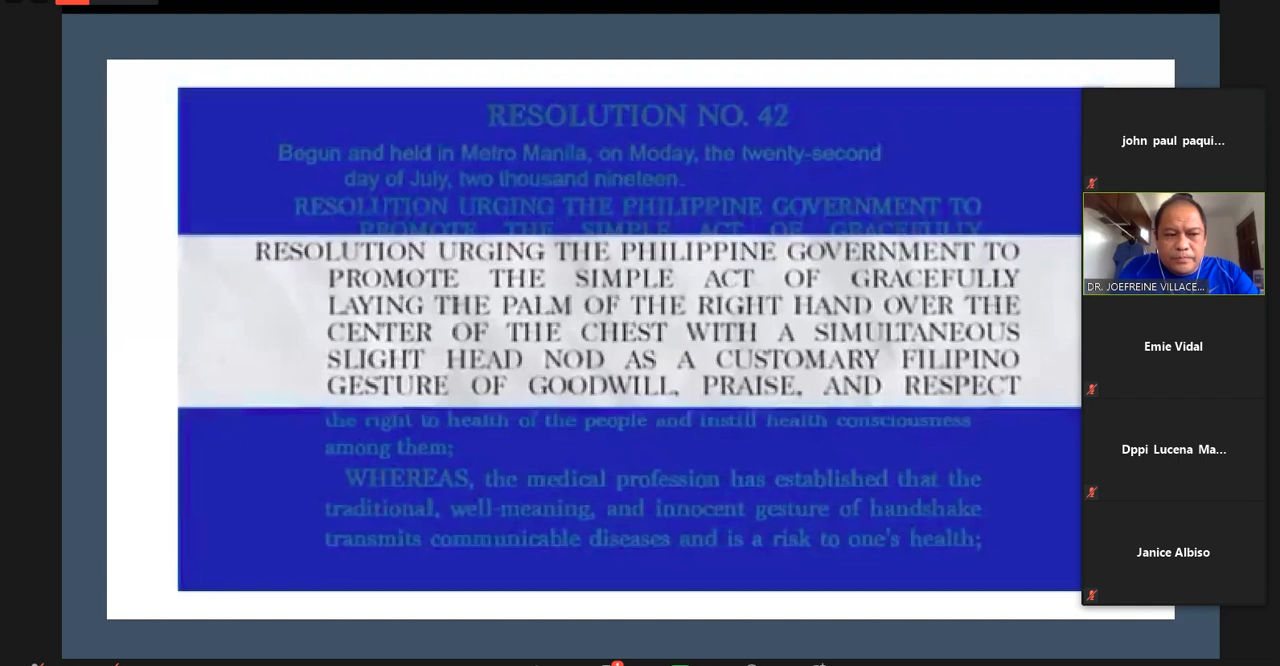 RESOLUTION NO. 42
Begun and held in Metro Manila, on Moday, the twenty-second
day of July, two thousand nineteen.
RESOLUTION URGING THE PHILIPPINE GOVERNMENT TO
PROMOTE THE SIMPLE ACT OF GRACEFULLY
RESOLUTION URGING THE PHILIPPINE GOVERNMENT TO
PROMOTE THE SIMPLE ACT OF GRACEFULLY
LAYING THE PALM OF THE RIGHT HAND OVER THE
CENTER OF THE CHEST WITH A SIMULTANEOUS
SLIGHT HEAD NOD AS A CUSTOMARY FILIPINO
GESTURE OF GOODWILL, PRAISE, AND RESPECT
the right to health of the people and instill health consciousness
among them;
WHEREAS, the medical profession has established that the
traditional, well-meaning, and innocent gesture of handshake
transmits communicable diseases and is a risk to one's health;
john paul paqui...
DR. JOEFREINE VILLACE...
Emie Vidal
Dppi Lucena Ma...
Janice Albiso